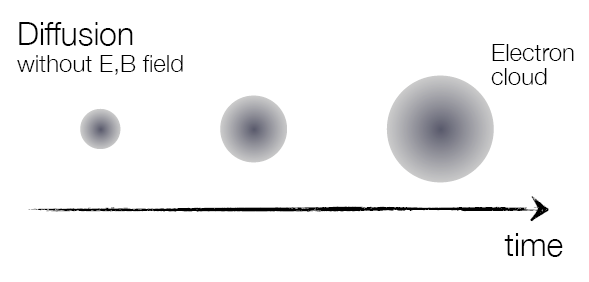 Diffusion
without E,B field
Electron
cloud
time